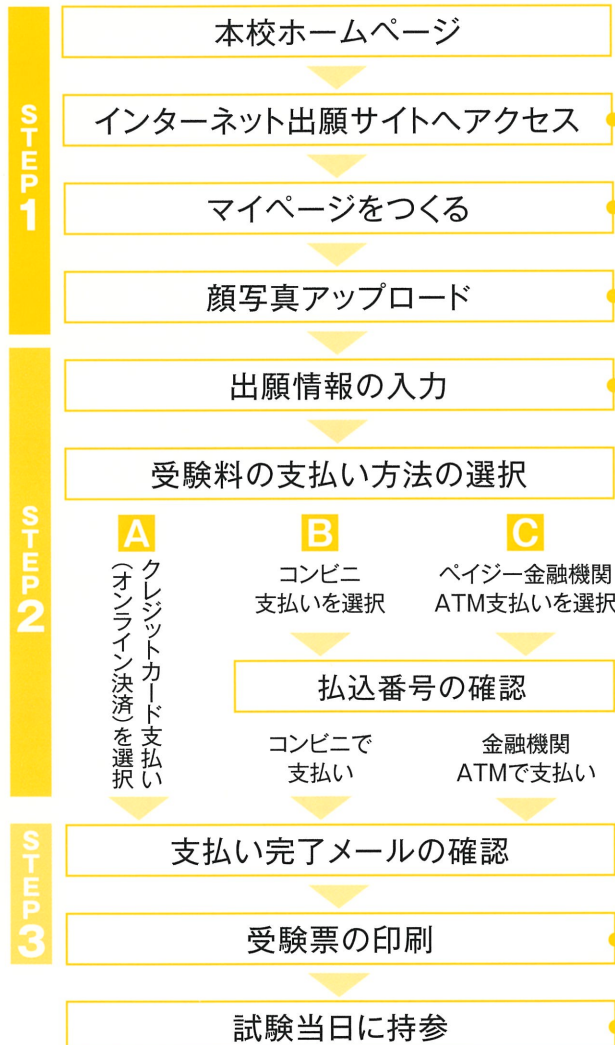 STEP1
本校ホームページ
インターネット出願サイトへアクセス
マイページをつくる
顔写真アップロード
STEP2
出願情報の入力
受験料の支払い方法の選択
A
クレジットカード支払い
(オンライン決済)を選択
B
コンビニ
支払いを選択
C
ペイジー金融機関
ATM支払いを選択
払込番号の確認
コンビニで
支払い
金融機関
ATMで支払い
STEP3
支払い完了メールの確認
受験票の印刷
試験当日に持参